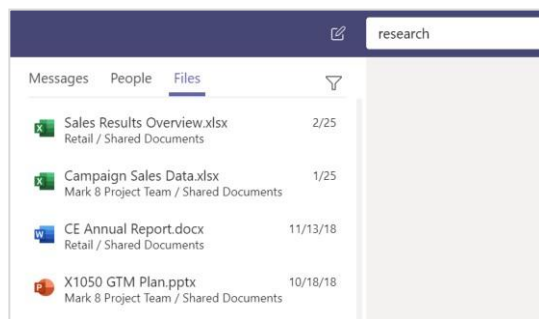 research
Messages People Files
Sales Results Overview.xlsx 2/25
Retail / Shared Documents
Campaign Sales Data.xlsx 1/25
Mark 8 Project Team / Shared Documents
CE Annual Report.docx 11/13/18
Retail / Shared Documents
X1050 GTM Plan.pptx 10/18/18
Mark 8 Project Team / Shared Documents